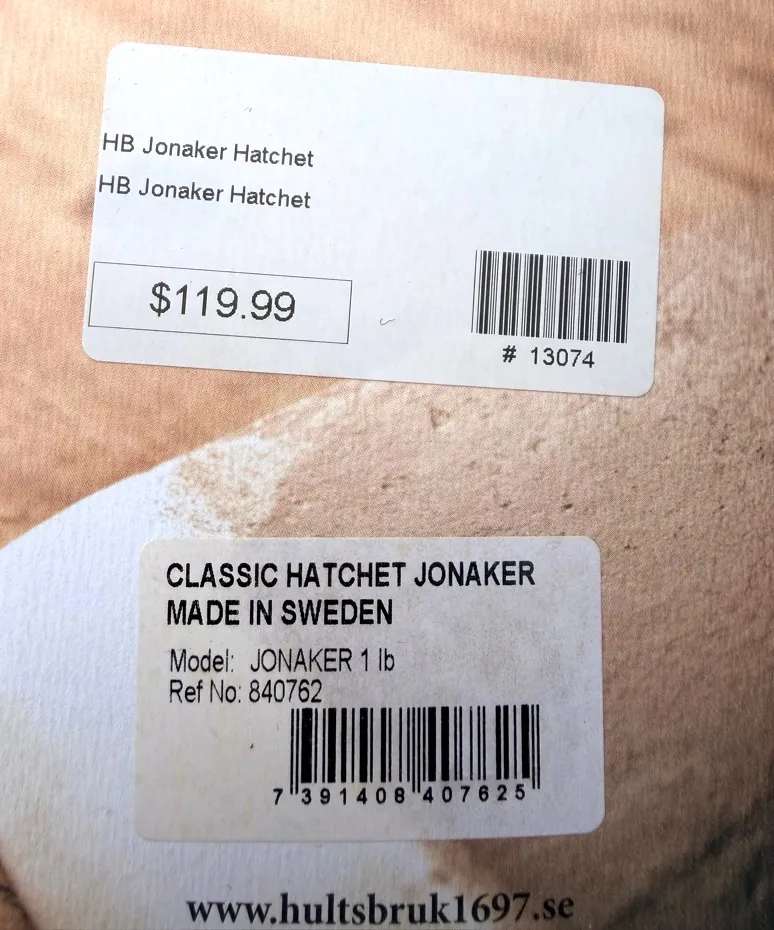 HB Jonaker Hatchet
HB Jonaker Hatchet
$119.99
# 13074
CLASSIC HATCHET JONAKER
MADE IN SWEDEN
Model: JONAKER 1 lb
Ref No: 840762
7 391408 407625
www.hultsbruk1697.se